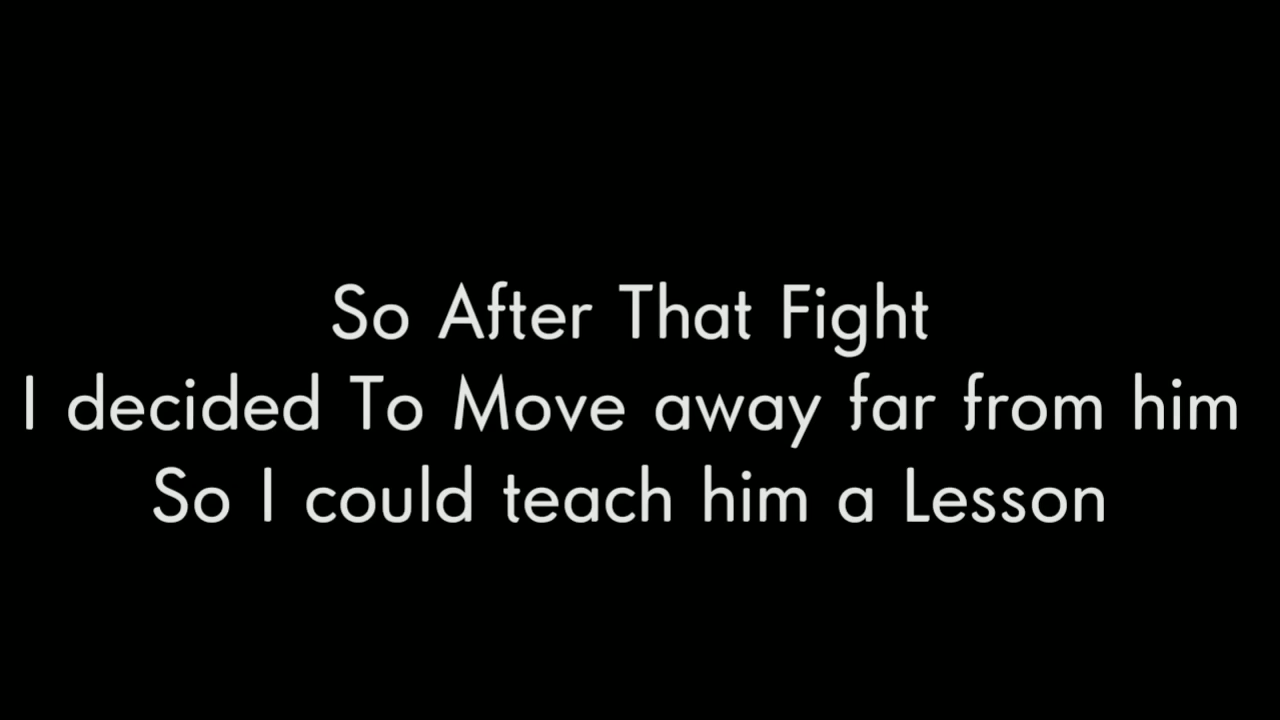 So After That Fight
I decided To Move away far from him
So I could teach him a Lesson